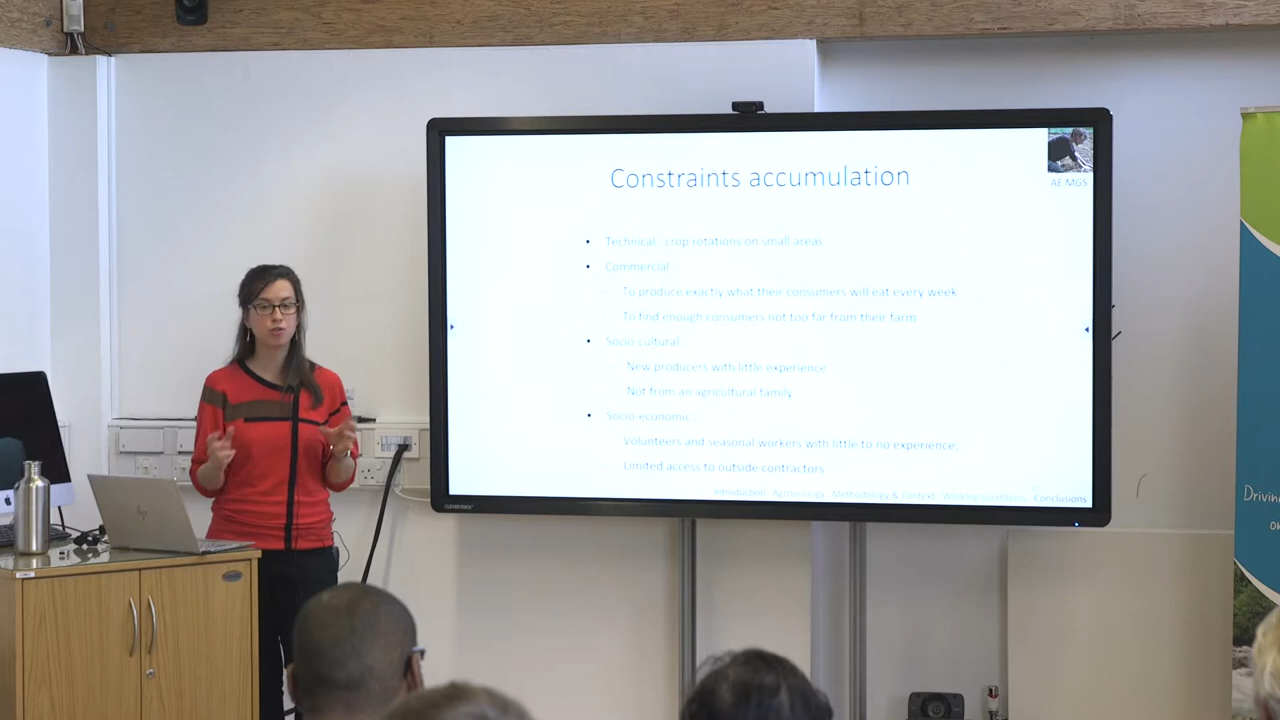 Constraints accumulation
AE MGS
Technical : crop rotations on small areas
Commercial
To produce exactly what their consumers will eat every week
To find enough consumers not too far from their farm
Socio-cultural :
New producers with little experience
Not from an agricultural family
Socio-economic :
Volunteers and seasonal workers with little to no experience;
Limited access to outside contractors
Introduction Agroecology Methodology & Context Working conditions Conclusions
CLEVERTOUCH